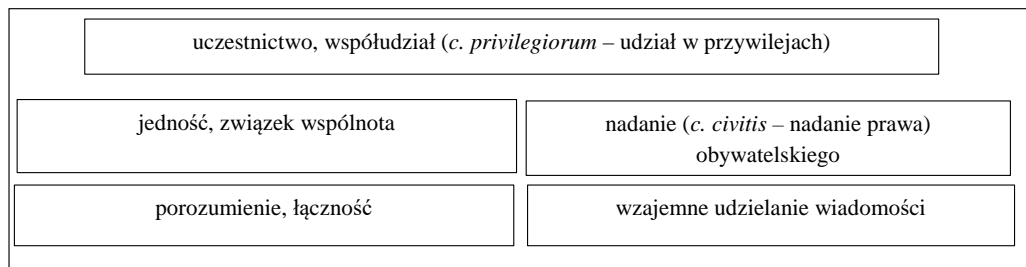 uczestnictwo, współudział (c. privilegiorum – udział w przywilejach)
jedność, związek wspólnota
nadanie (c. civitis – nadanie prawa)
obywatelskiego
porozumienie, łączność
wzajemne udzielanie wiadomości